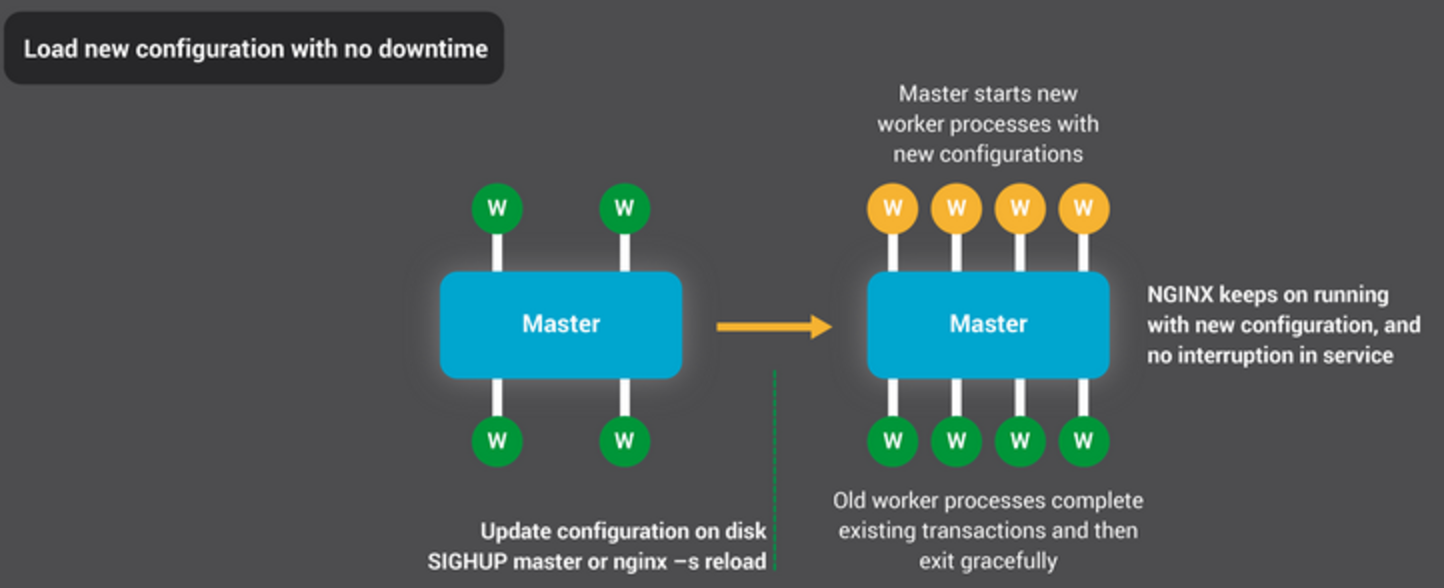 Load new configuration with no downtime
Master starts new
worker processes with
new configurations
W W
W W W W
Master
Master
NGINX keeps on running
with new configuration, and
no interruption in service
W W
W W W W
Update configuration on disk
SIGHUP master or nginx –s reload
Old worker processes complete
existing transactions and then
exit gracefully